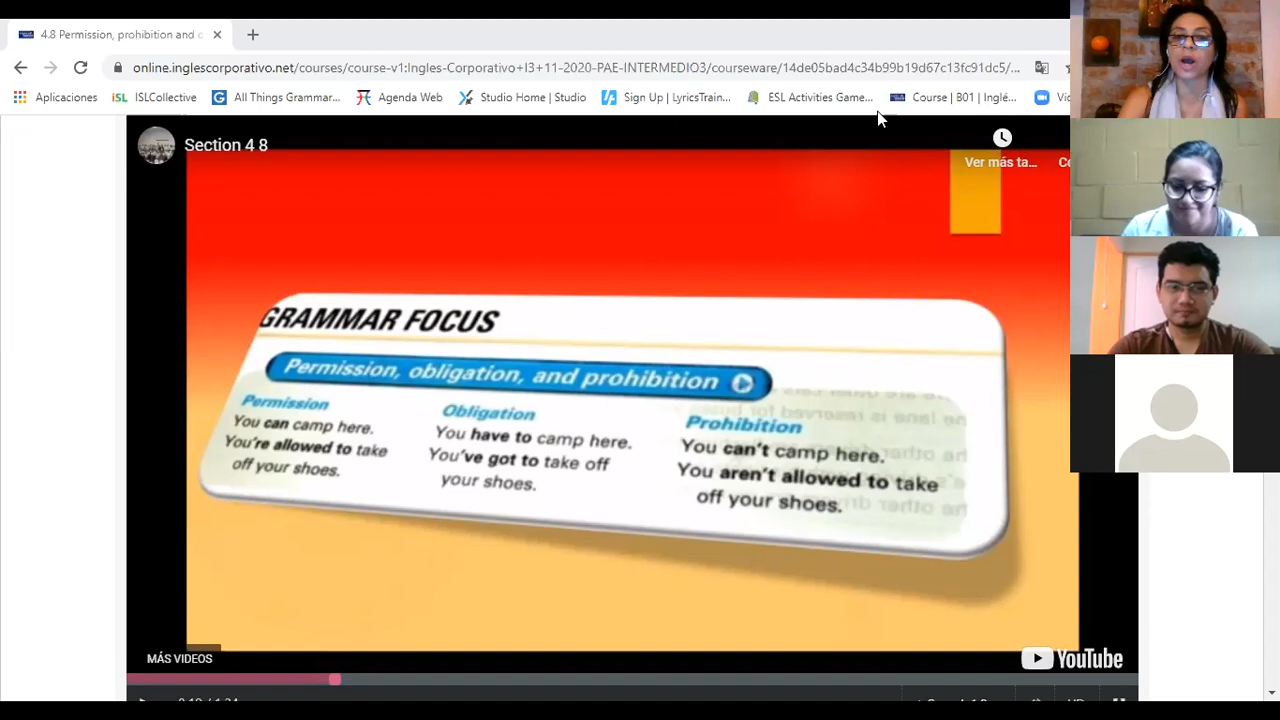 4.8 Permission, prohibition and
online.inglescorporativo.net/courses/course-v1:Ingles-Corporativo+I3+11-2020-PAE-INTERMEDIO3/courseware/14de05bad4c34b99b19d67c13fc91dc5/...
Aplicaciones
iSL ISLCollective
All Things Grammar...
Agenda Web
Studio Home | Studio
Sign Up | LyricsTrain...
ESL Activities Game...
Course | B01 | Inglé...
Section 4 8
Ver más ta...
GRAMMAR FOCUS
Permission, obligation, and prohibition
Permission
You can camp here.
You're allowed to take
off your shoes.
Obligation
You have to camp here.
You've got to take off
your shoes.
Prohibition
You can't camp here.
You aren't allowed to take
off your shoes.
MÁS VIDEOS
YouTube